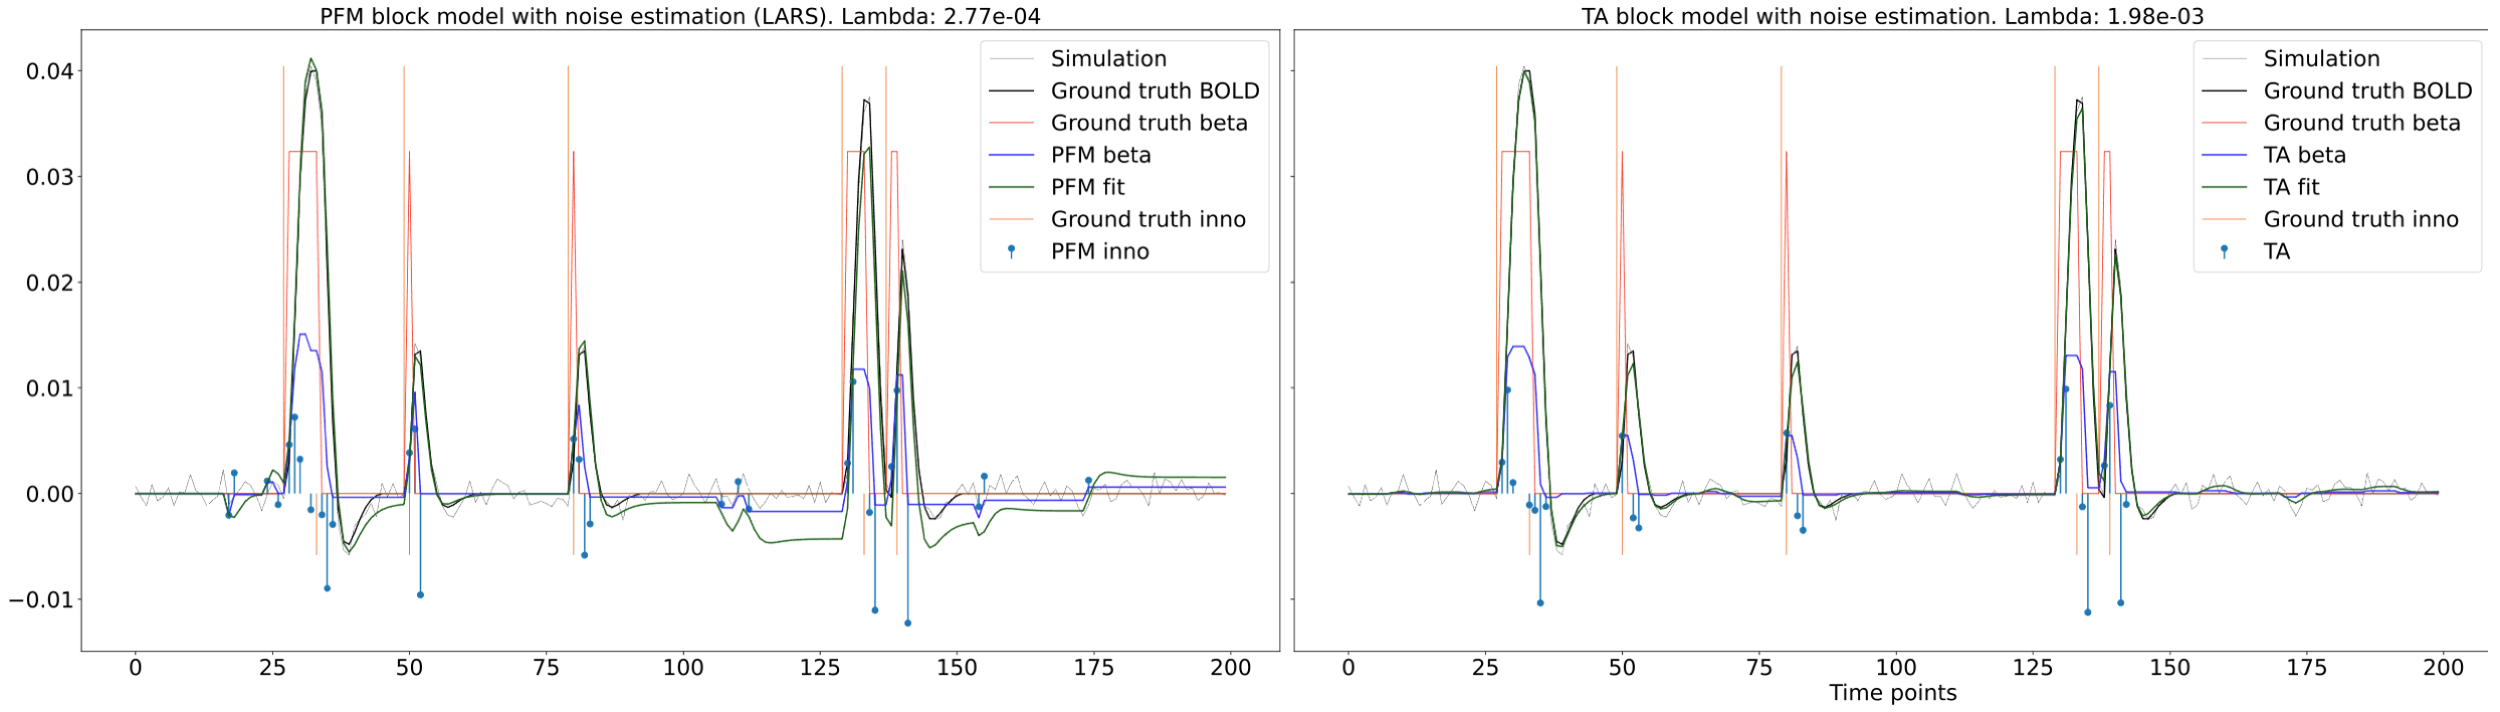 PFM block model with noise estimation (LARS). Lambda: 2.77e-04
0.04
0.03
0.02
0.01
0.00
−0.01
0 25 50 75 100 125 150 175 200
Simulation
Ground truth BOLD
Ground truth beta
PFM beta
PFM fit
Ground truth inno
PFM inno
TA block model with noise estimation. Lambda: 1.98e-03
Simulation
Ground truth BOLD
Ground truth beta
TA beta
TA fit
Ground truth inno
TA
0 25 50 75 100 125 150 175 200
Time points